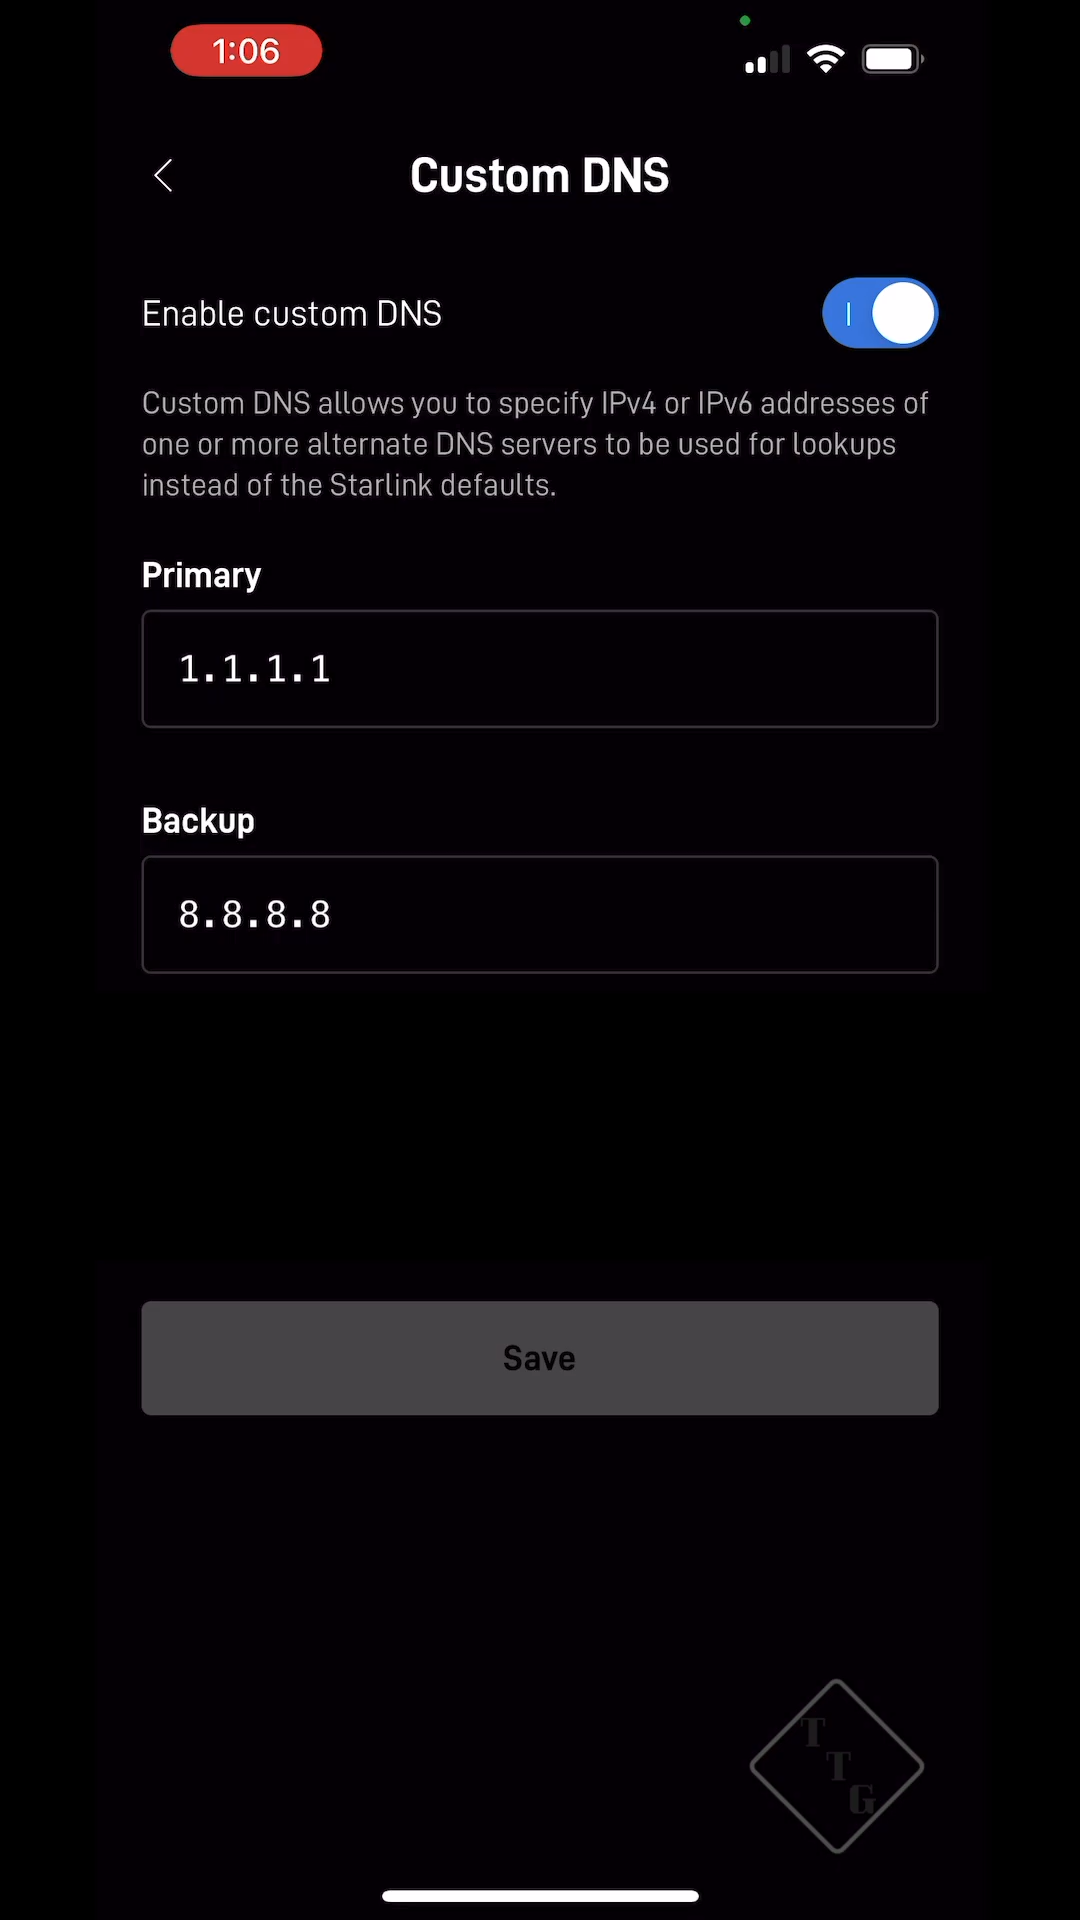 1:06
Custom DNS
Enable custom DNS
Custom DNS allows you to specify IPv4 or IPv6 addresses of
one or more alternate DNS servers to be used for lookups
instead of the Starlink defaults.
Primary
1.1.1.1
Backup
8.8.8.8
Save
T
T
G